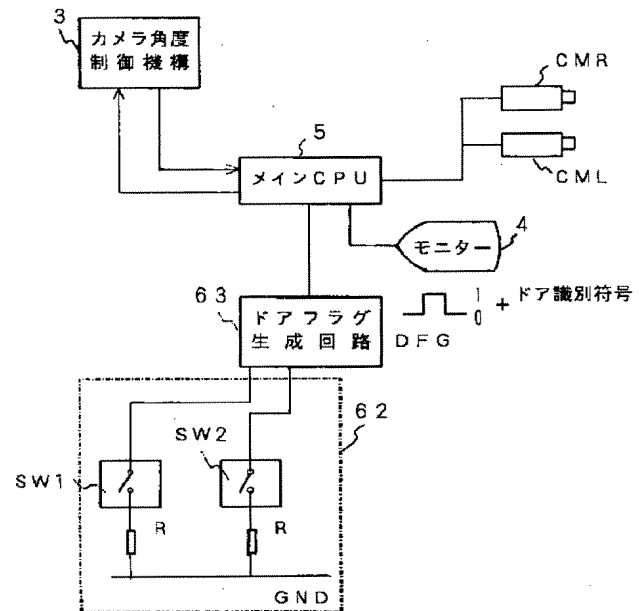 3
カメラ角度
制御機構
CMR
5
メインCPU
CML
モニター
4
63
ドアフラグ
生成回路
DFG
1
0
+ ドア識別符号
62
SW1
SW2
R
R
GND